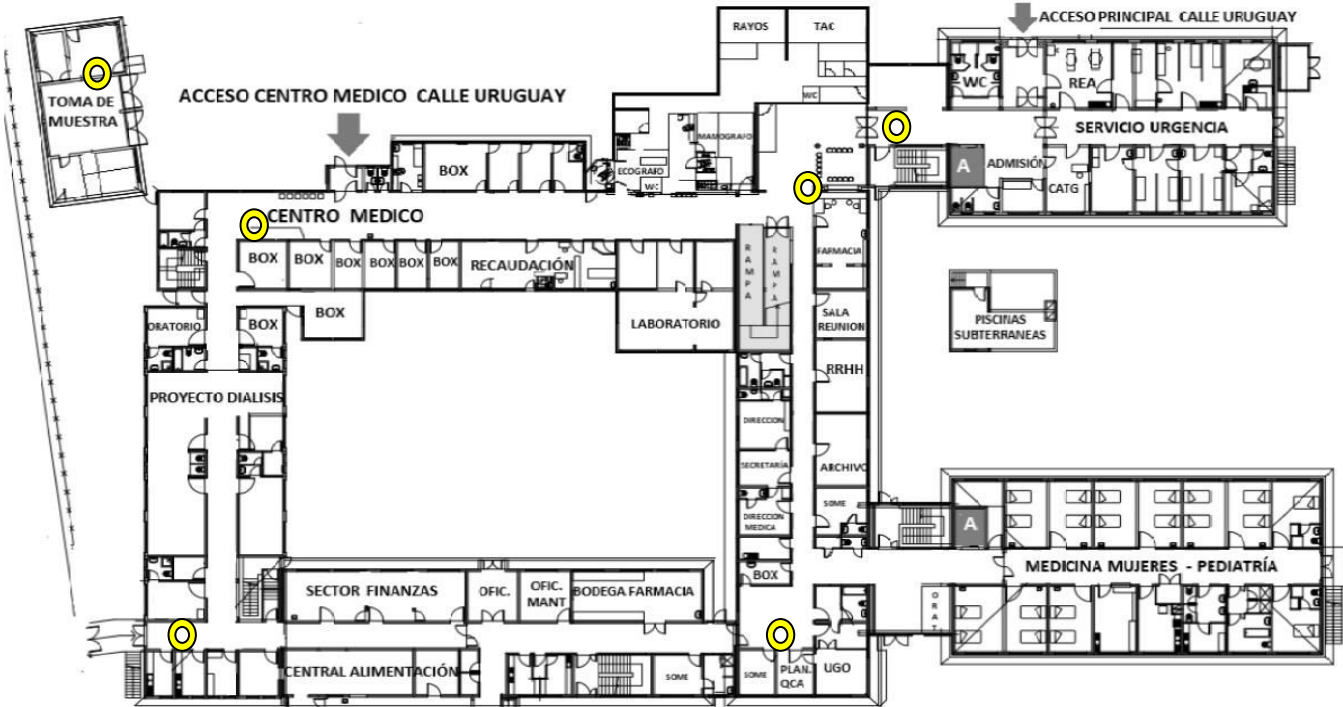 RAYOS
TAC
ACCESO PRINCIPAL CALLE URUGUAY
WC
REA
TOMA DE
MUESTRA
ACCESO CENTRO MEDICO CALLE URUGUAY
WC
MAMOGRAFO
SERVICIO URGENCIA
BOX
ECOGRAFO
WC
A
ADMISIÓN
CATG
CENTRO MEDICO
BOX
BOX
BOX
BOX
BOX
BOX
RECAUDACIÓN
RAMPA
RAMPA
FARMACIA
BOX
ORATORIO
BOX
LABORATORIO
SALA
REUNION
PISCINAS
SUBTERRANEAS
RRHH
PROYECTO DIALISIS
DIRECCION
SECRETARÍA
ARCHIVO
DIRECCION
MEDICA
SOME
A
BOX
MEDICINA MUJERES - PEDIATRÍA
SECTOR FINANZAS
OFIC.
OFIC.
MANT
BODEGA FARMACIA
ORAT.
CENTRAL ALIMENTACIÓN
SOME
SOME
PLAN.
QCA
UGO